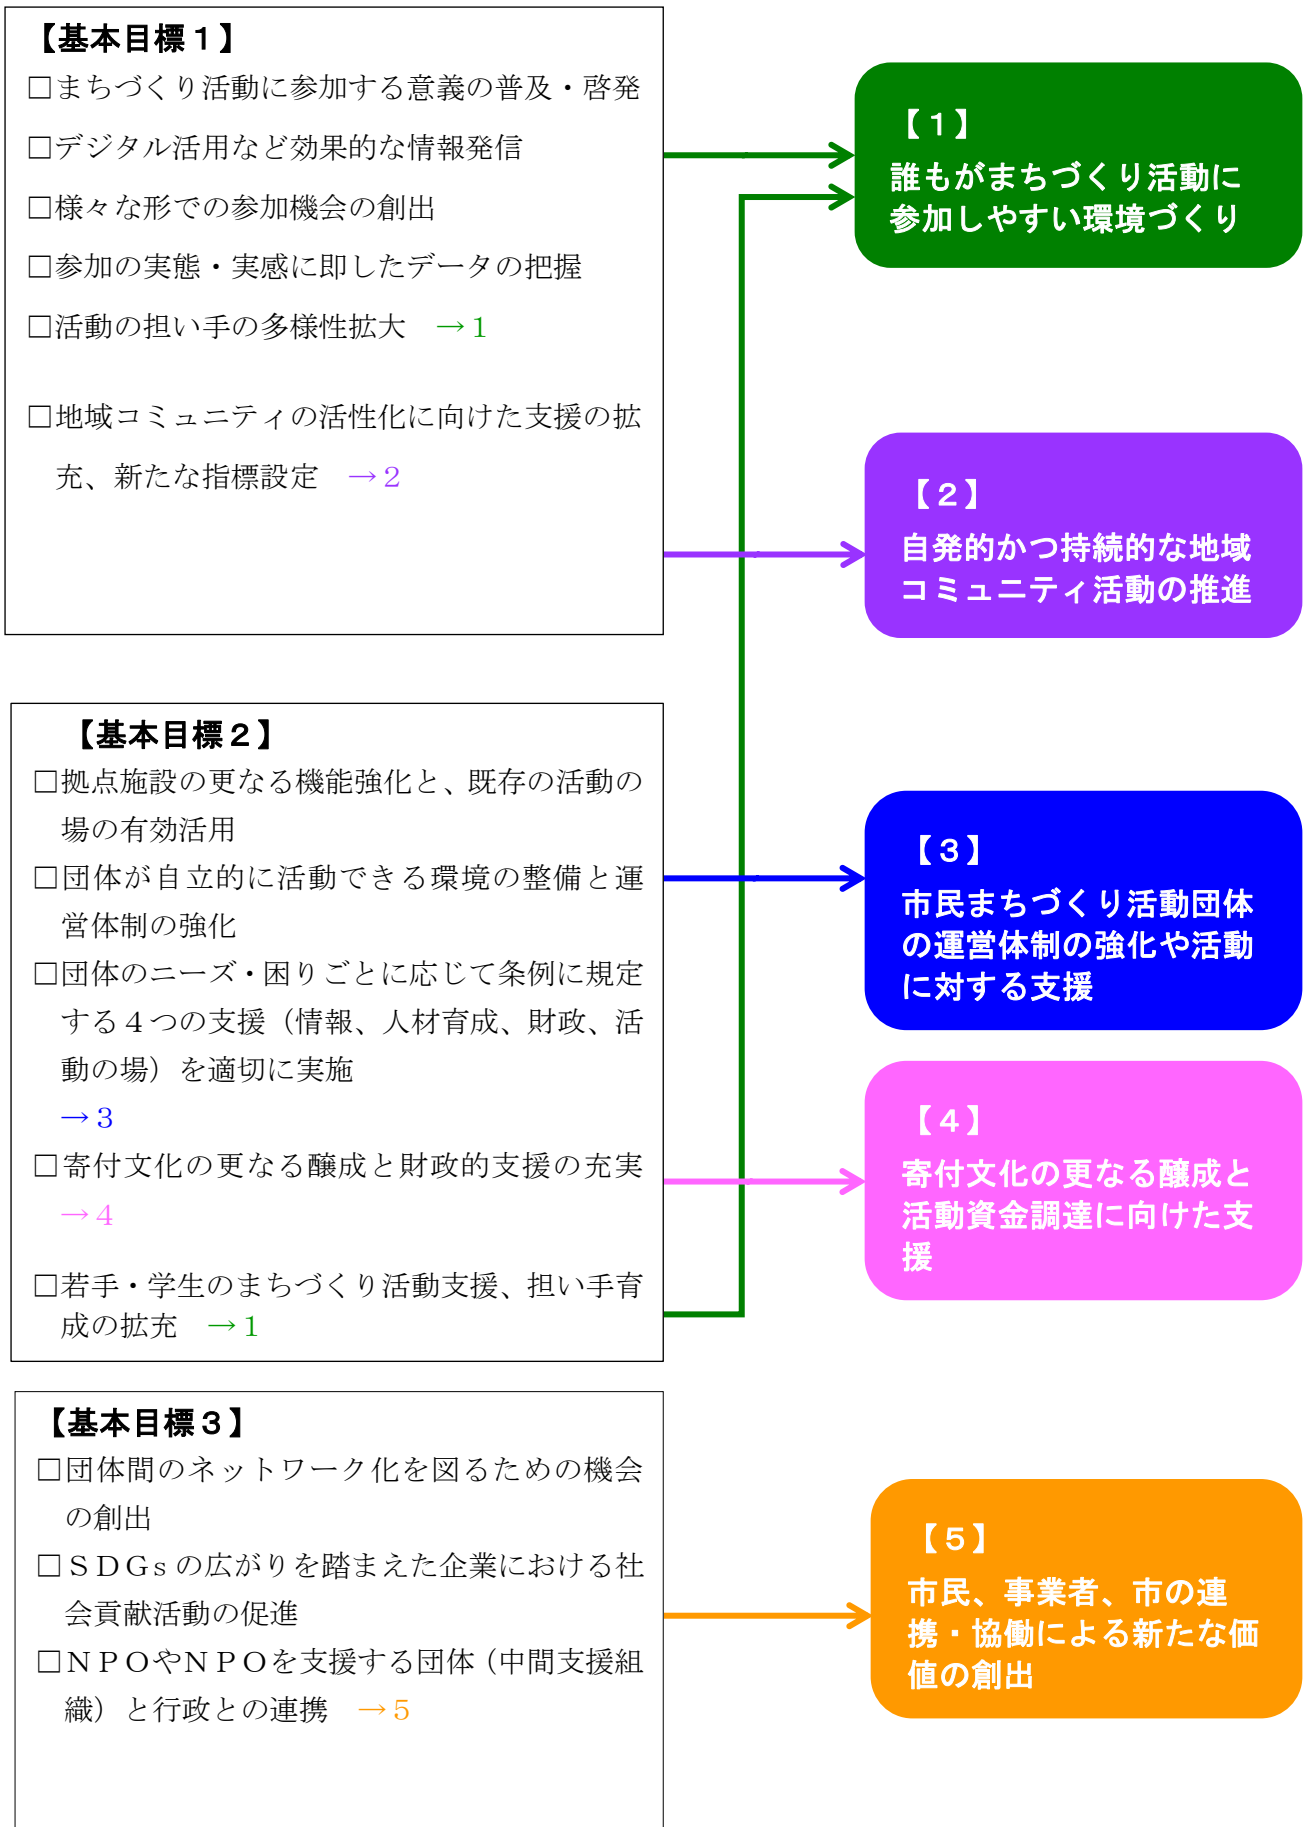 【基本目標１】
□まちづくり活動に参加する意義の普及・啓発
□デジタル活用など効果的な情報発信
□様々な形での参加機会の創出
□参加の実態・実感に即したデータの把握
□活動の担い手の多様性拡大　→１
□地域コミュニティの活性化に向けた支援の拡
充、新たな指標設定　→２
【基本目標２】
□拠点施設の更なる機能強化と、既存の活動の
場の有効活用
□団体が自立的に活動できる環境の整備と運
営体制の強化
□団体のニーズ・困りごとに応じて条例に規定
する４つの支援（情報、人材育成、財政、活
動の場）を適切に実施
→３
□寄付文化の更なる醸成と財政的支援の充実
→４
□若手・学生のまちづくり活動支援、担い手育
成の拡充　→１
【基本目標３】
□団体間のネットワーク化を図るための機会
の創出
□ＳＤＧｓの広がりを踏まえた企業における社
会貢献活動の促進
□ＮＰＯやＮＰＯを支援する団体（中間支援組
織）と行政との連携　→５
【１】
誰もがまちづくり活動に
参加しやすい環境づくり
【２】
自発的かつ持続的な地域
コミュニティ活動の推進
【３】
市民まちづくり活動団体
の運営体制の強化や活動
に対する支援
【４】
寄付文化の更なる醸成と
活動資金調達に向けた支
援
【５】
市民、事業者、市の連
携・協働による新たな価
値の創出